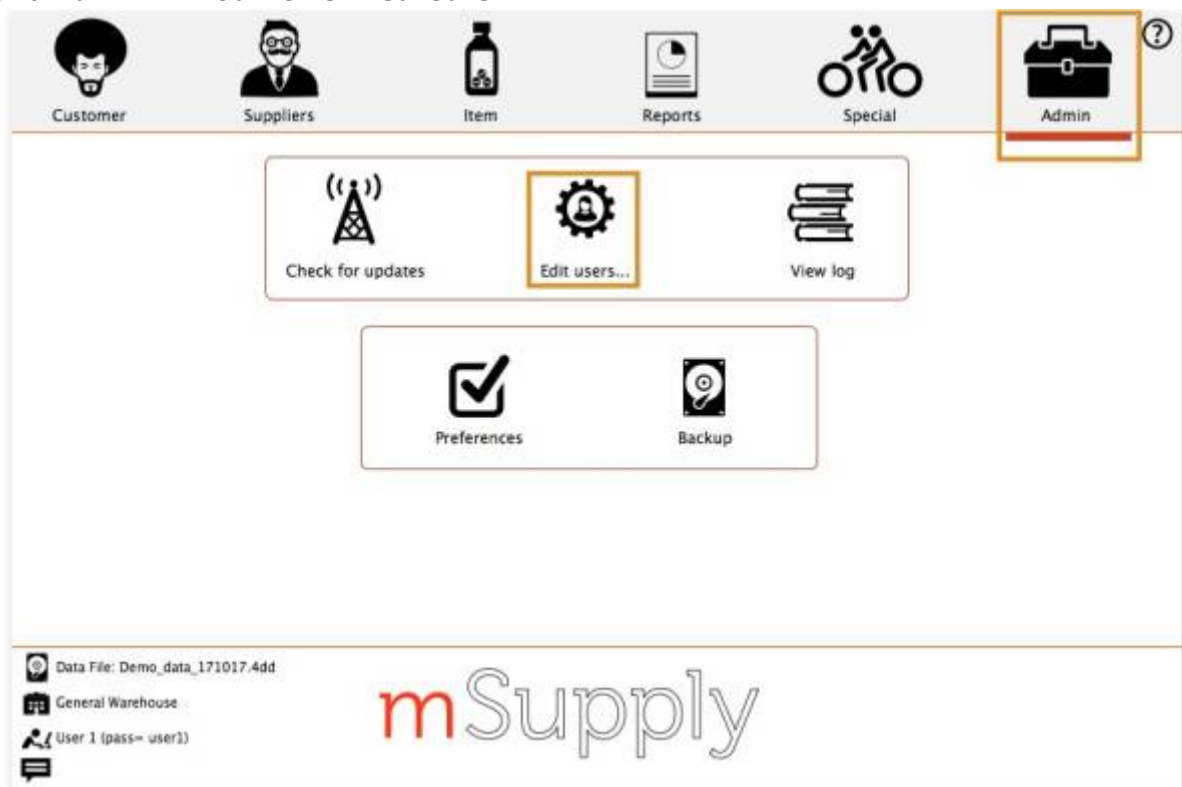 Customer
Suppliers
Item
Reports
Special
Admin
?
Check for updates
Edit users...
View log
Preferences
Backup
Data File: Demo_data_171017.4dd
General Warehouse
User 1 (pass= user1)
mSupply